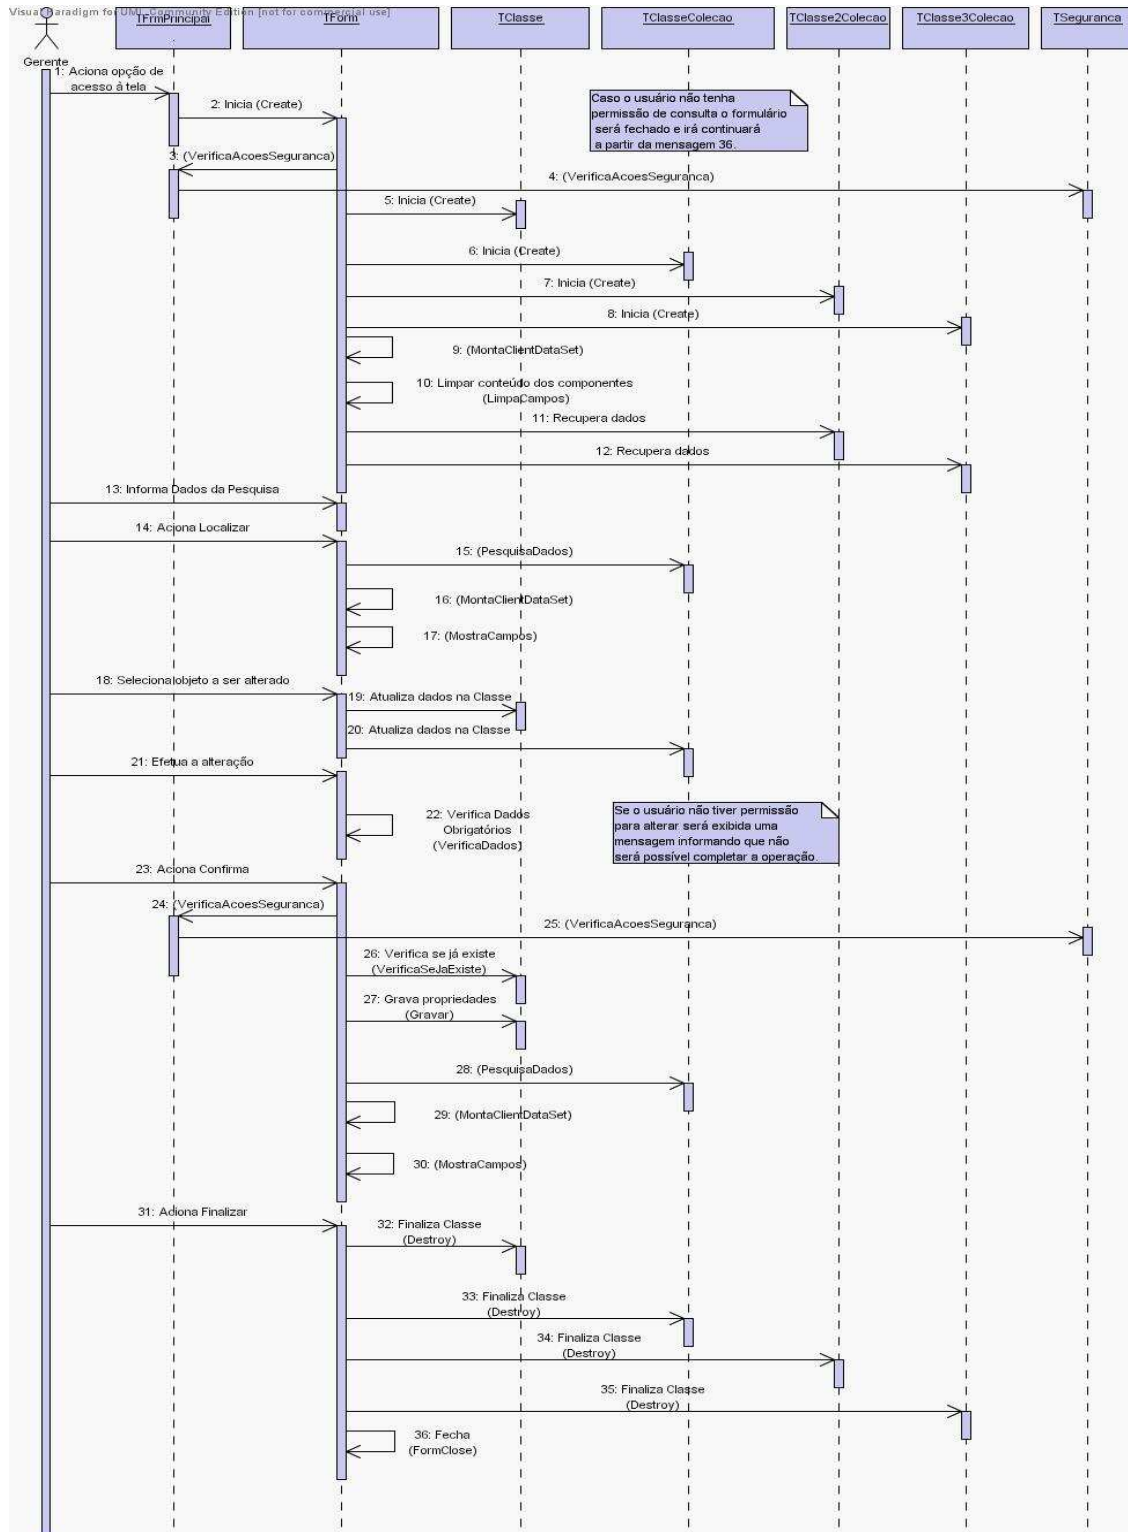 Visual Paradigm for UML Community Edition [not for commercial use]
TFrmPrincipal
TForm
TClasse
TClasseColecao
TClasse2Colecao
TClasse3Colecao
TSeguranca
Gerente
1: Aciona opção de
acesso à tela
2: Inicia (Create)
Caso o usuário não tenha
permissão de consulta o formulário
será fechado e irá continuará
a partir da mensagem 36.
3: (VerificaAcoesSeguranca)
4: (VerificaAcoesSeguranca)
5: Inicia (Create)
6: Inicia (Create)
7: Inicia (Create)
8: Inicia (Create)
9: (MontaClientDataSet)
10: Limpar conteúdo dos componentes
(LimpaCampos)
11: Recupera dados
12: Recupera dados
13: Informa Dados da Pesquisa
14: Aciona Localizar
15: (PesquisaDados)
16: (MontaClientDataSet)
17: (MostraCampos)
18: Seleciona objeto a ser alterado
19: Atualiza dados na Classe
20: Atualiza dados na Classe
21: Efetua a alteração
22: Verifica Dados
Obrigatórios
(VerificaDados)
Se o usuário não tiver permissão
para alterar será exibida uma
mensagem informando que não
será possível completar a operação.
23: Aciona Confirma
24: (VerificaAcoesSeguranca)
25: (VerificaAcoesSeguranca)
26: Verifica se já existe
(VerificaSeJaExiste)
27: Grava propriedades
(Gravar)
28: (PesquisaDados)
29: (MontaClientDataSet)
30: (MostraCampos)
31: Aciona Finalizar
32: Finaliza Classe
(Destroy)
33: Finaliza Classe
(Destroy)
34: Finaliza Classe
(Destroy)
35: Finaliza Classe
(Destroy)
36: Fecha
(FormClose)